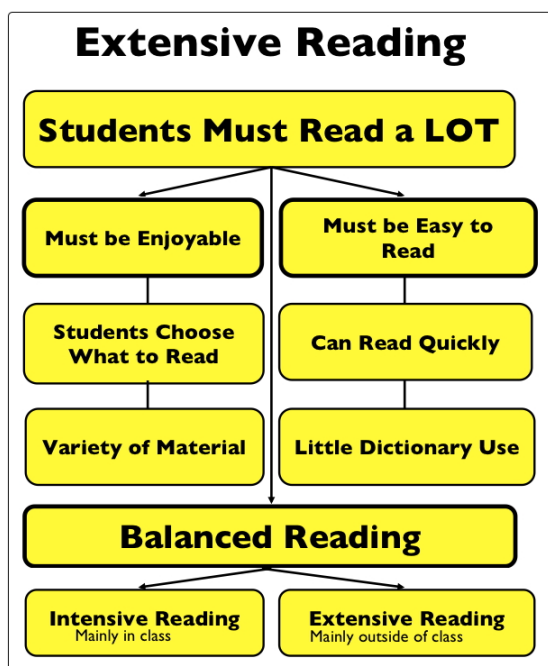 Extensive Reading
Students Must Read a LOT
Must be Enjoyable
Must be Easy to
Read
Students Choose
What to Read
Can Read Quickly
Variety of Material
Little Dictionary Use
Balanced Reading
Intensive Reading
Mainly in class
Extensive Reading
Mainly outside of class